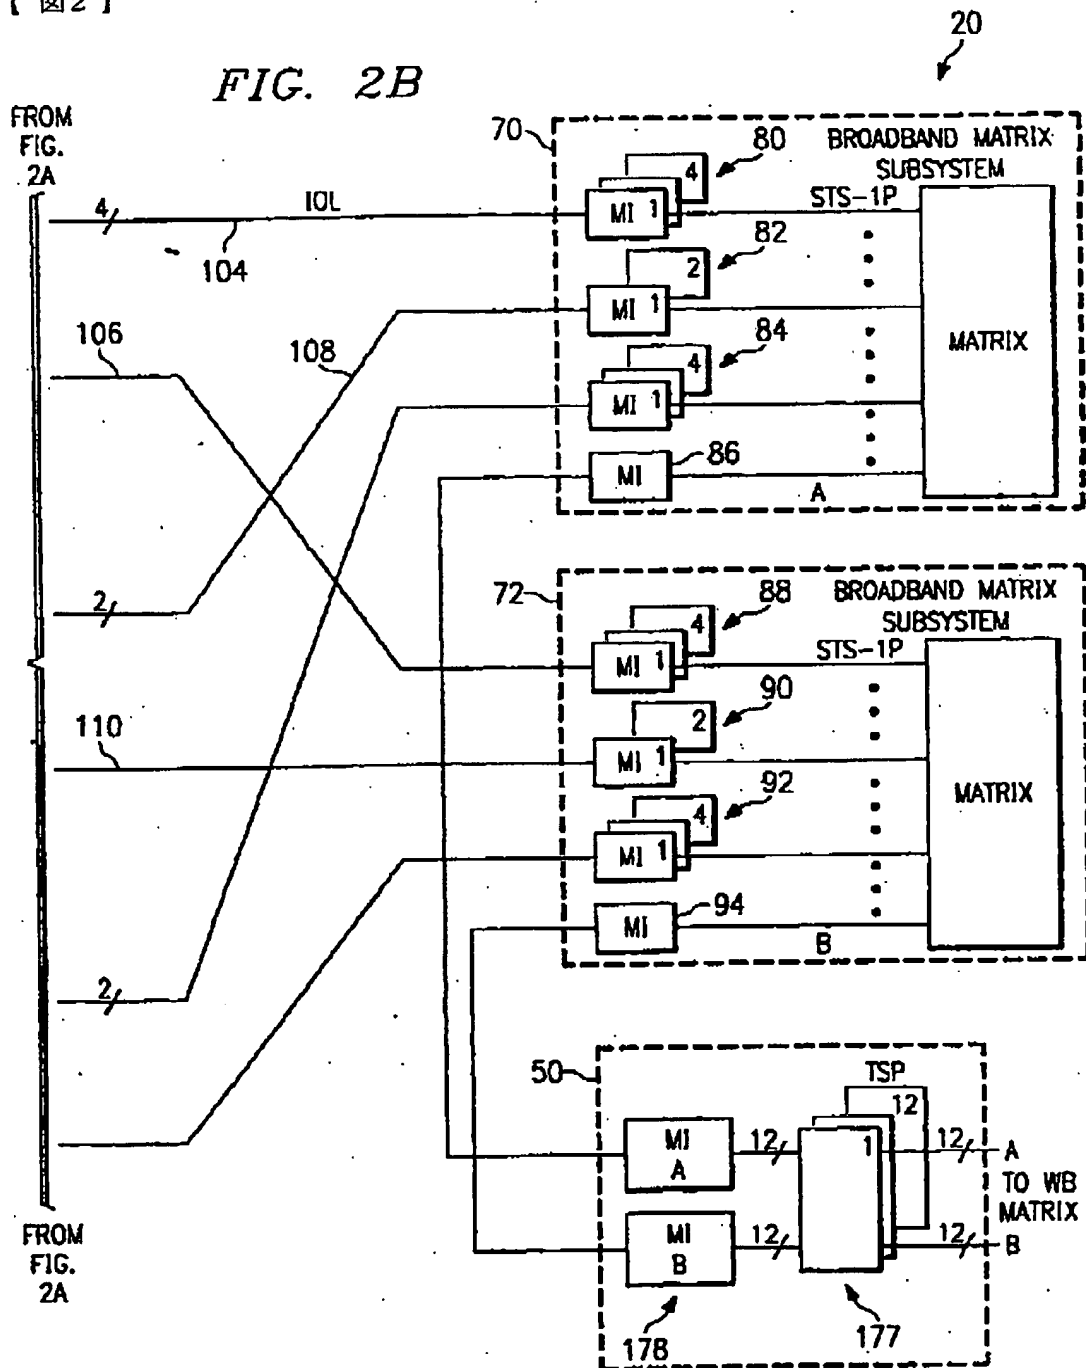 【 図2 】
20
FIG. 2B
FROM
FIG.
2A
70
80
BROADBAND MATRIX
SUBSYSTEM
4
MI 1
STS-1P
4
IOL
104
82
2
MI 1
106
108
84
4
MI 1
MATRIX
86
MI
A
2
72
88
BROADBAND MATRIX
SUBSYSTEM
4
MI 1
STS-1P
110
90
2
MI 1
92
4
MI 1
MATRIX
94
MI
B
2
50
TSP
12
1
MI
A
12
12
A
TO WB
MATRIX
MI
B
12
12
B
178
177
FROM
FIG.
2A